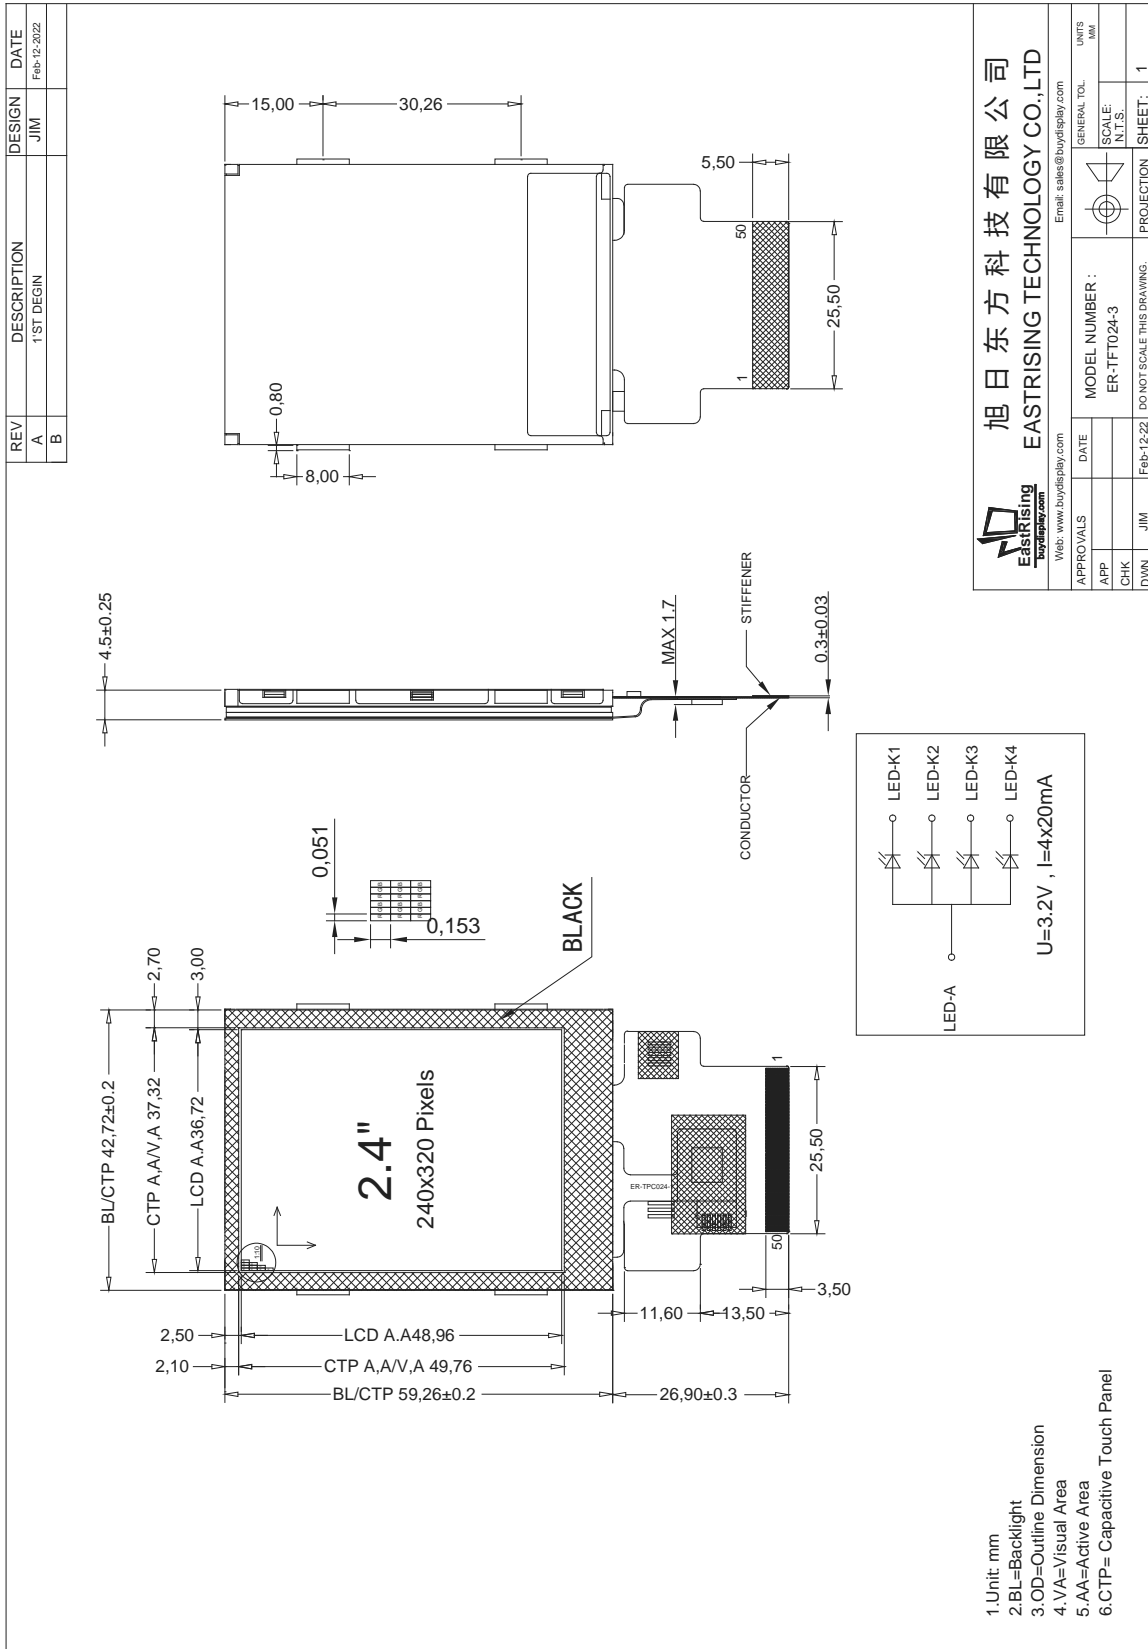 REV DESCRIPTION DESIGN DATE
A 1'ST DEGIN JIM Feb-12-2022
B
15,00
30,26
5,50
50
1
25,50
0,80
8,00
4.5±0.25
MAX 1.7
STIFFENER
0.3±0.03
CONDUCTOR
0,051
0,153
R G B
BLACK
BL/CTP 42,72±0.2
CTP A,A/V,A 37,32
LCD A.A36,72
2,70
3,00
2.4"
240x320 Pixels
1:10
ER-TPC024-
1
50
25,50
3,50
11,60
13,50
2,50
LCD A.A48,96
2,10
CTP A,A/V,A 49,76
BL/CTP 59,26±0.2
26,90±0.3
LED-A
LED-K1
LED-K2
LED-K3
LED-K4
U=3.2V , I=4x20mA
1.Unit: mm
2.BL=Backlight
3.OD=Outline Dimension
4.VA=Visual Area
5.AA=Active Area
6.CTP= Capacitive Touch Panel
EastRising
buydisplay.com
旭日东方科技有限公司
EASTRISING TECHNOLOGY CO.,LTD
Web: www.buydisplay.com Email: sales@buydisplay.com
APPROVALS DATE
APP
CHK
DWN JIM Feb-12-22
MODEL NUMBER :
ER-TFT024-3
DO NOT SCALE THIS DRAWING.
GENERAL TOL.
UNITS
MM
SCALE:
N.T.S.
PROJECTION SHEET: 1